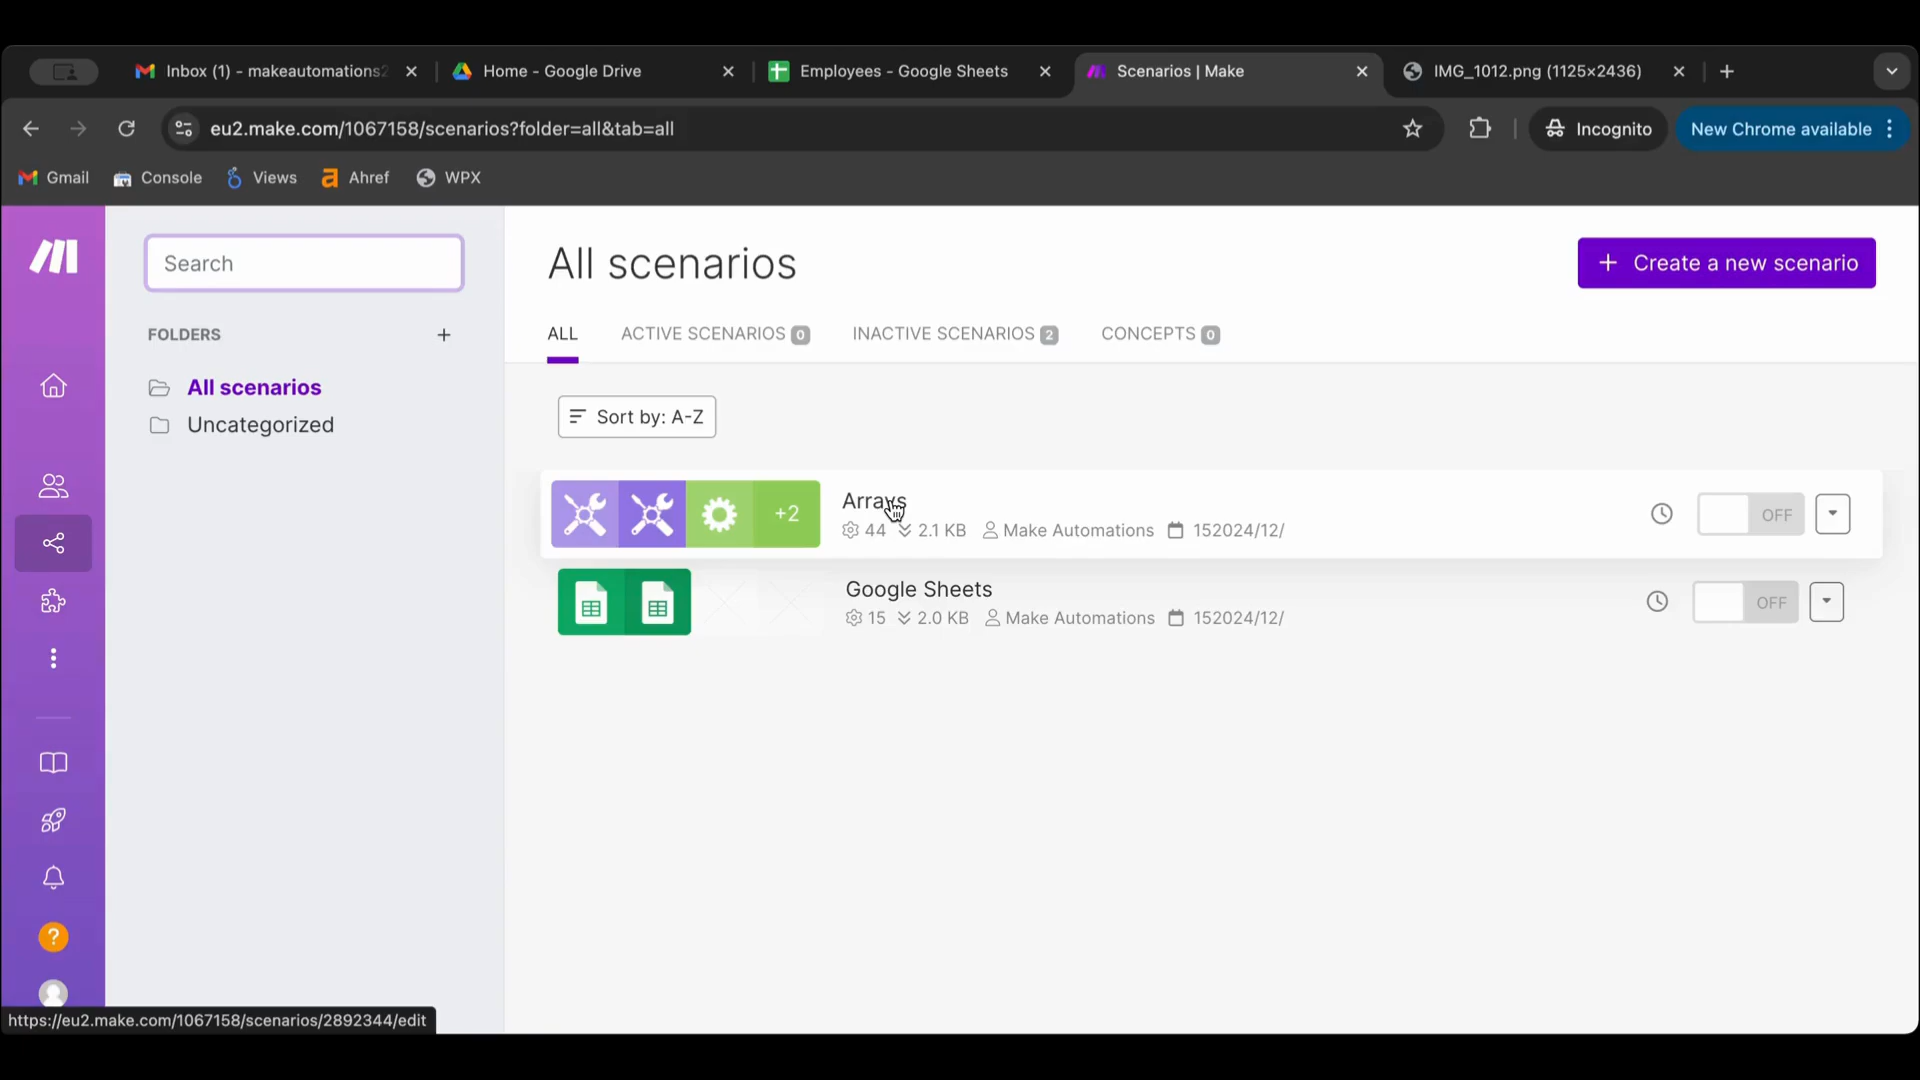 Inbox (1) - makeautomations2
Home - Google Drive
Employees - Google Sheets
Scenarios | Make
IMG_1012.png (1125×2436)
eu2.make.com/1067158/scenarios?folder=all&tab=all
Incognito
New Chrome available
Gmail
Console
Views
Ahref
WPX
Search
FOLDERS
All scenarios
Uncategorized
All scenarios
Create a new scenario
ALL
ACTIVE SCENARIOS 0
INACTIVE SCENARIOS 2
CONCEPTS 0
Sort by: A-Z
+2
Arrays
44 2.1 KB Make Automations 152024/12/
OFF
Google Sheets
15 2.0 KB Make Automations 152024/12/
OFF
?
https://eu2.make.com/1067158/scenarios/2892344/edit